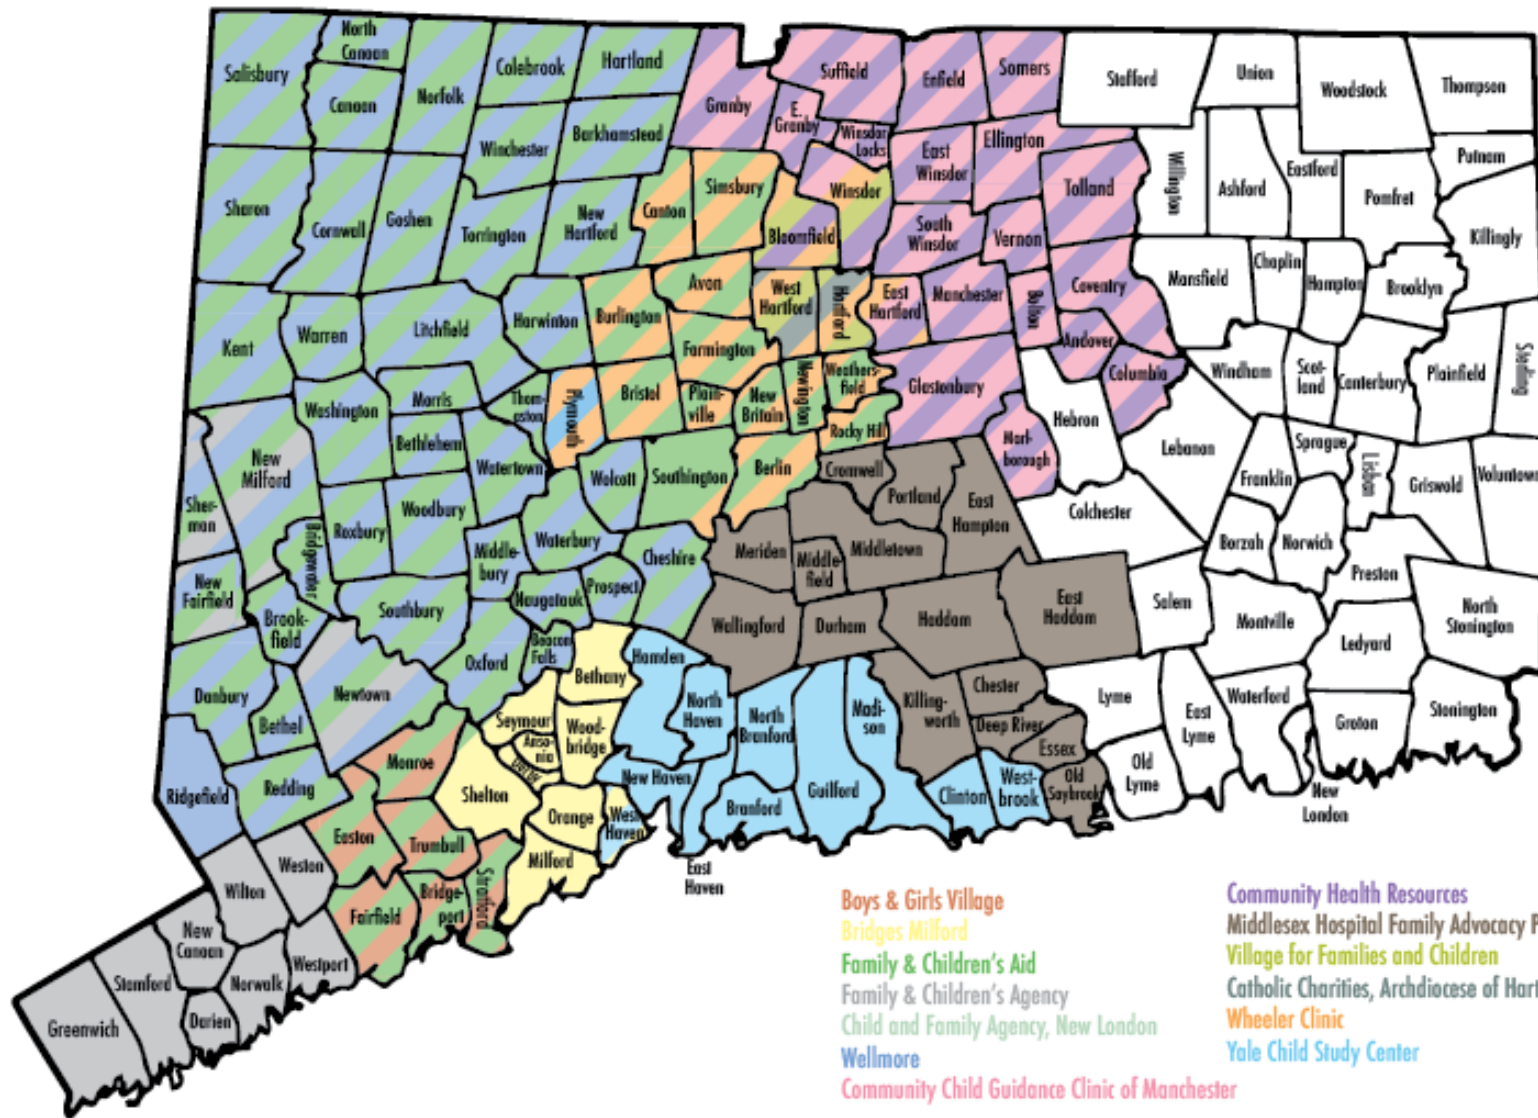 North
Canaan
Salisbury
Canaan
Norfolk
Colebrook
Hartland
Winchester
Barkhamstead
Granby
Suffield
E.
Granby
Windsor
Locks
Enfield
Somers
East
Winsdor
Ellington
Stafford
Union
Woodstock
Thompson
Putnam
Willington
Ashford
Eastford
Pomfret
Killingly
Sharon
Cornwall
Goshen
Torrington
New
Hartford
Canton
Simsbury
Bloomfield
Winsdor
South
Winsdor
Vernon
Tolland
Mansfield
Chaplin
Hampton
Brooklyn
Kent
Warren
Litchfield
Harwinton
Burlington
Avon
West
Hartford
Hartford
East
Hartford
Manchester
Bolton
Coventry
Andover
Columbia
Windham
Scot-
land
Canterbury
Plainfield
Washington
Morris
Bethlehem
Thom-
aston
Plymouth
Bristol
Farmington
Plain-
ville
New
Britain
Newington
Weathers-
field
Rocky Hill
Glastonbury
Hebron
Marl-
borough
Lebanon
Franklin
Sprague
Lisbon
Griswold
Voluntown
New
Milford
Sher-
man
Bridgewater
Roxbury
Woodbury
Watertown
Wolcott
Southington
Berlin
Cromwell
Portland
East
Hampton
Colchester
Borzah
Norwich
Preston
New
Fairfield
Brook-
field
Southbury
Middle-
bury
Waterbury
Naugatauk
Prospect
Cheshire
Meriden
Middle-
field
Middletown
Wallingford
Durham
Haddam
East
Haddam
Salem
Montville
Ledyard
North
Stonington
Danbury
Bethel
Newtown
Oxford
Beacon
Falls
Bethany
Hamden
North
Haven
North
Branford
Madi-
son
Killing-
worth
Chester
Deep River
Essex
Lyme
East
Lyme
Waterford
Groton
Stonington
Ridgefield
Redding
Monroe
Seymour
Anso-
nia
Wood-
bridge
Shelton
Orange
New Haven
West
Haven
Branford
Guilford
Clinton
West-
brook
Old
Saybrook
Old
Lyme
New
London
East
Haven
Wilton
Weston
Easton
Trumbull
Stratford
Milford
Bridge-
port
Fairfield
New
Canaan
Stamford
Norwalk
Westport
Darien
Greenwich
Boys & Girls Village
Bridges Milford
Family & Children's Aid
Family & Children's Agency
Child and Family Agency, New London
Wellmore
Community Child Guidance Clinic of Manchester
Community Health Resources
Middlesex Hospital Family Advocacy
Village for Families and Children
Catholic Charities, Archdiocese of Hart
Wheeler Clinic
Yale Child Study Center